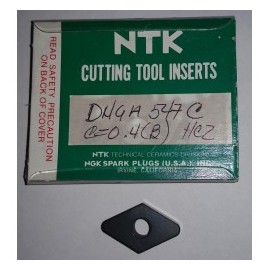 READ SAFETY PRECAUTION
ON BACK OF COVER
NTK
CUTTING TOOL INSERTS
DNGA 547 C
C=0.4(B) HC2
NTK TECHNICAL CERAMICS DIVISION
NGK SPARK PLUGS (U.S.A.), INC.
IRVINE, CALIFORNIA